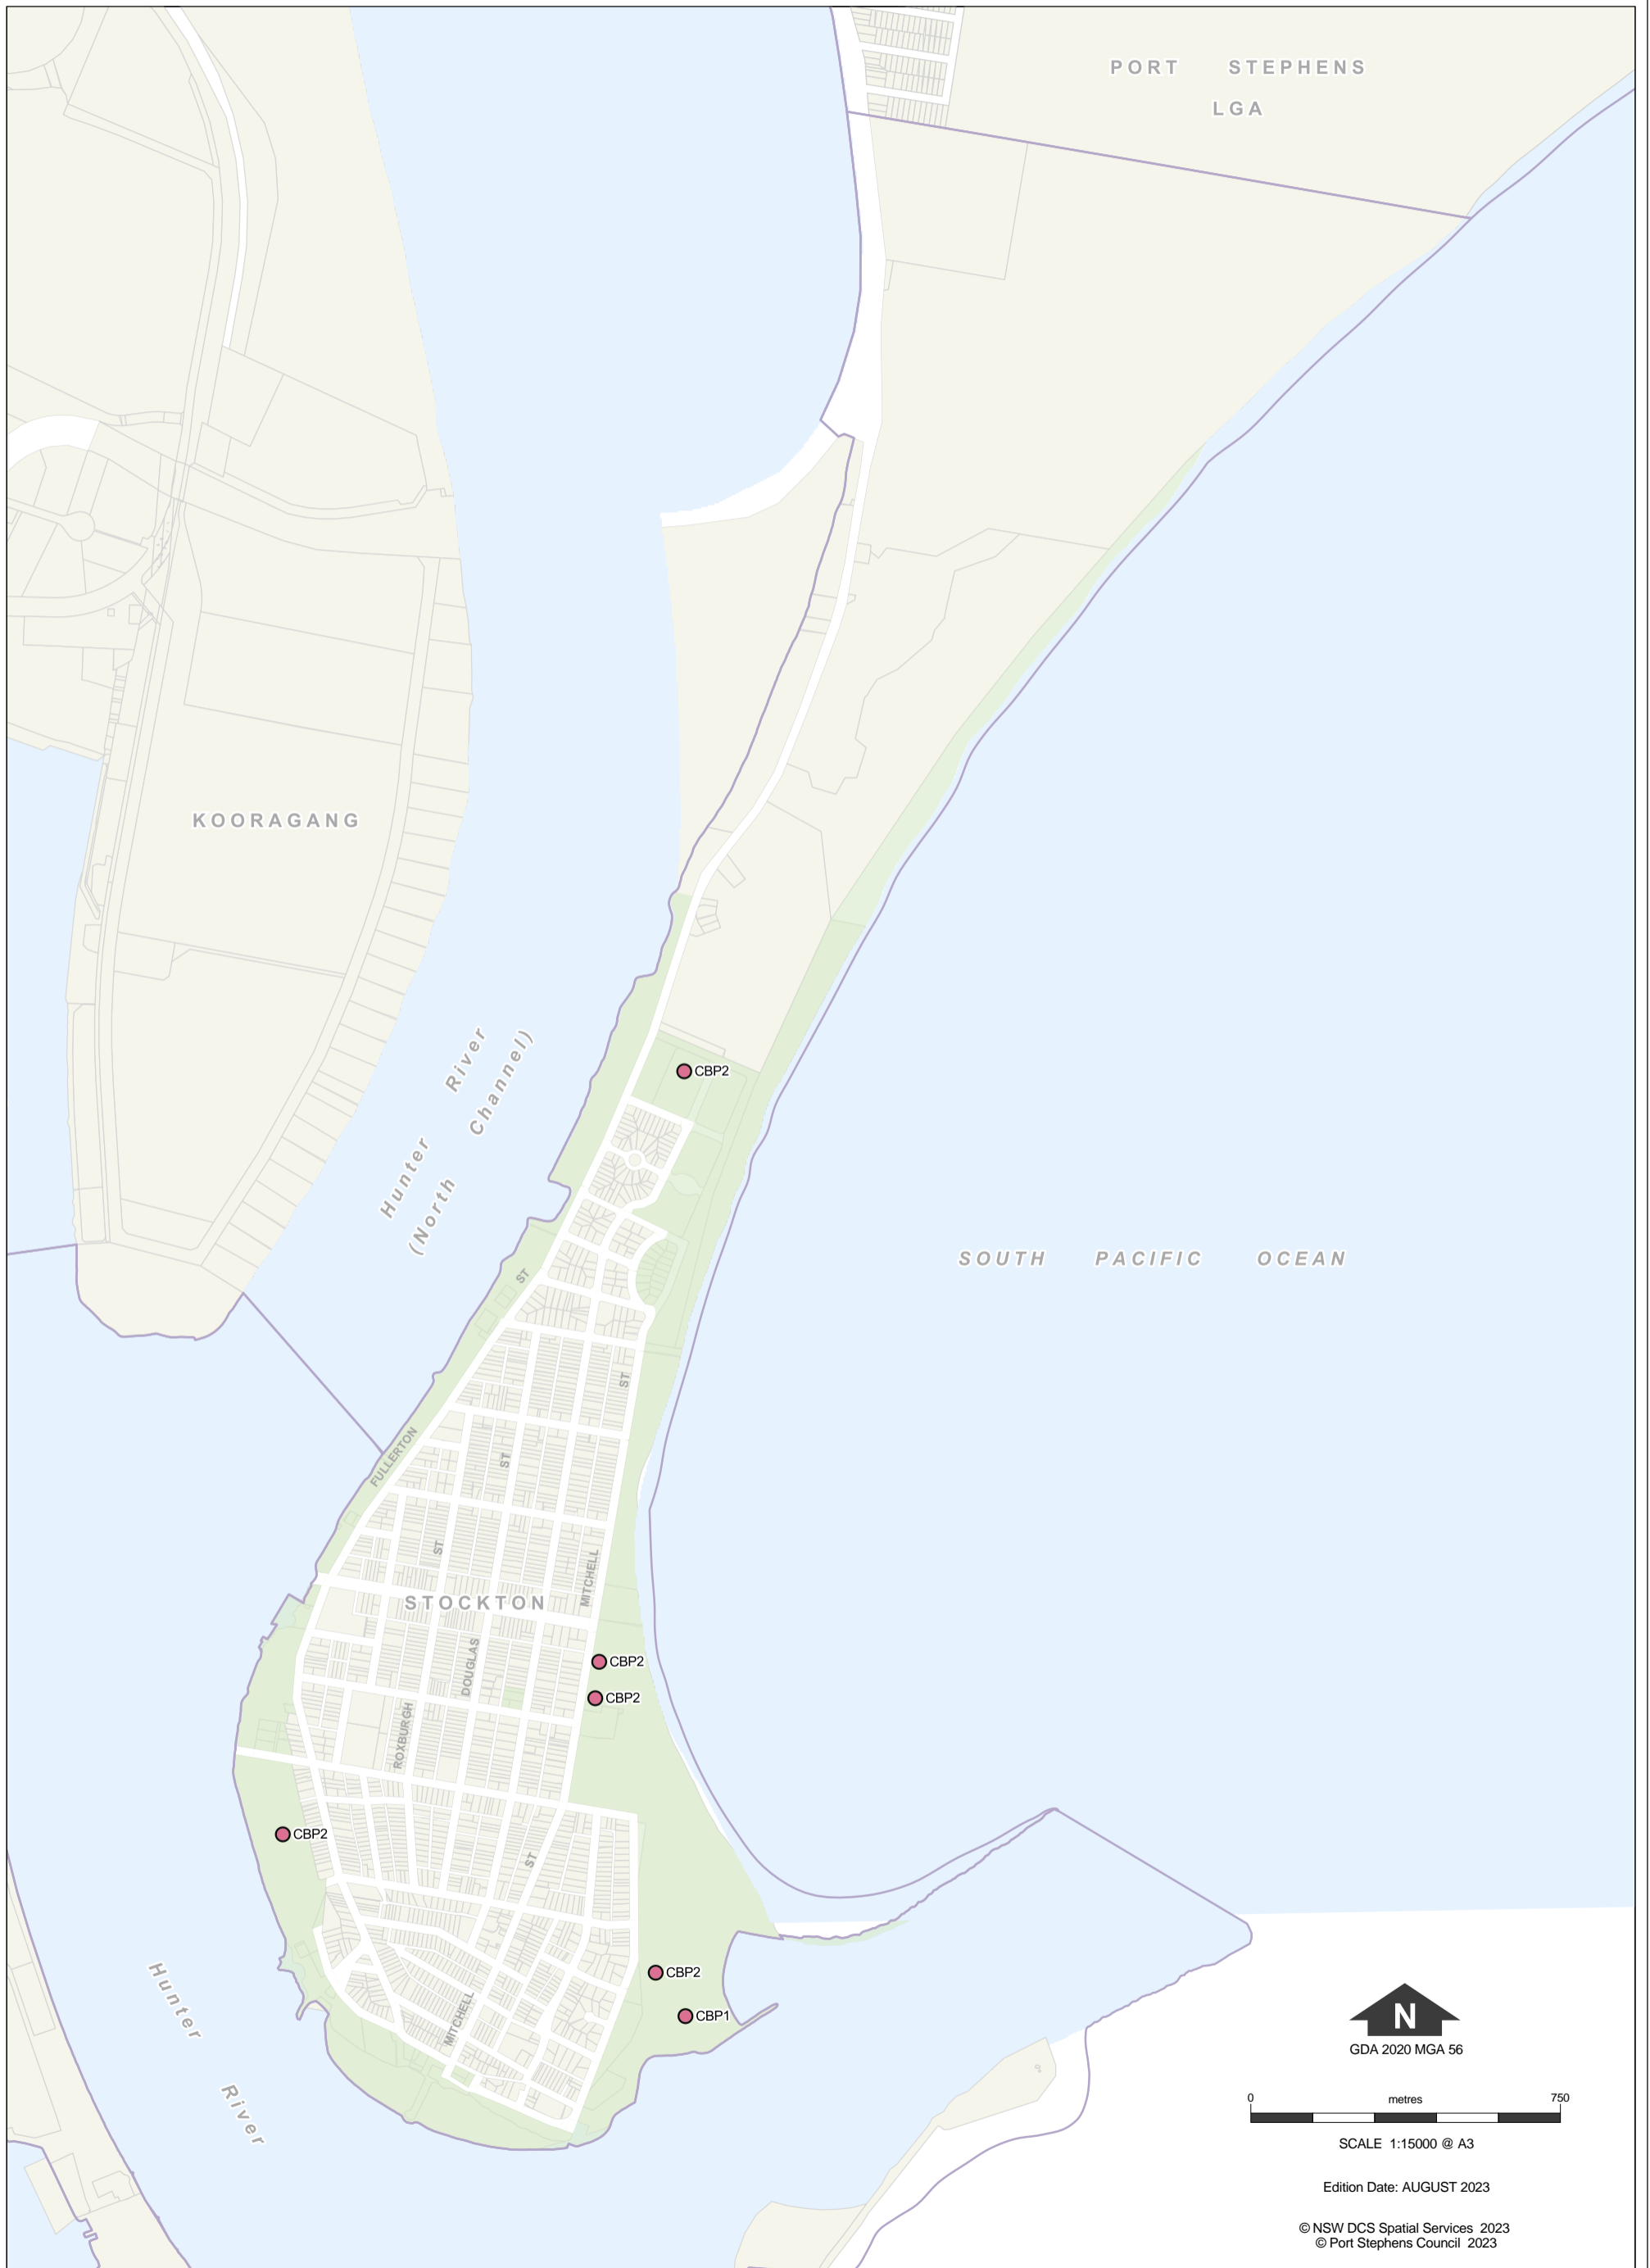 PORT STEPHENS
LGA
KOORAGANG
Hunter River
(North Channel)
CBP2
SOUTH PACIFIC OCEAN
ST
ST
FULLERTON
ST
ST
MITCHELL
STOCKTON
DOUGLAS
CBP2
CBP2
ROXBURGH
CBP2
ST
CBP2
CBP1
MITCHELL
Hunter
River
N
GDA 2020 MGA 56
0 metres 750
SCALE 1:15000 @ A3
Edition Date: AUGUST 2023
© NSW DCS Spatial Services 2023
© Port Stephens Council 2023